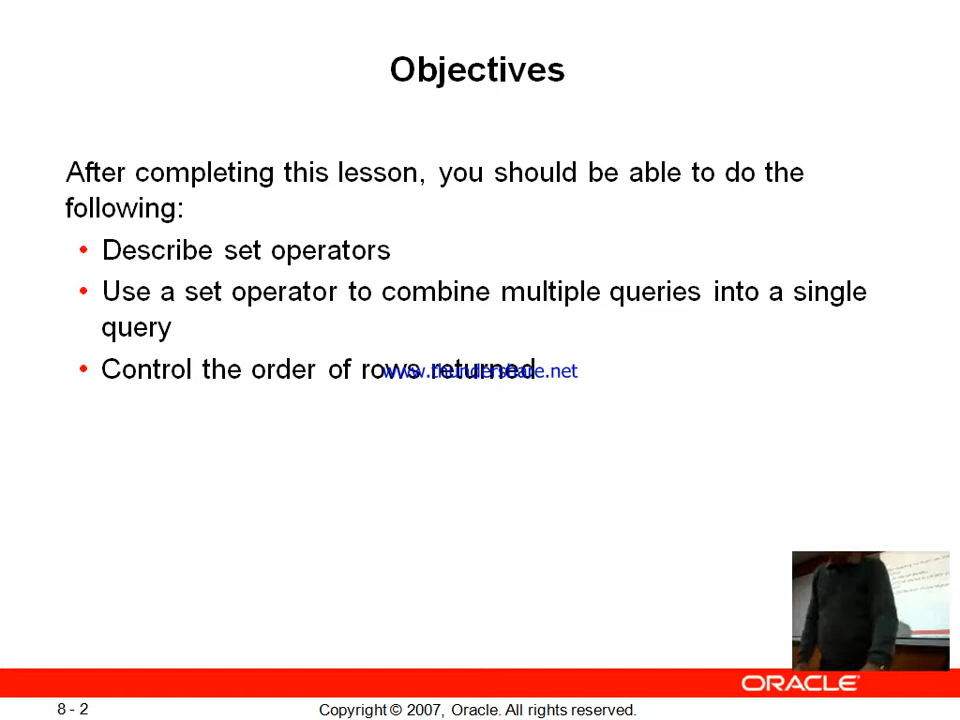 Objectives
After completing this lesson, you should be able to do the
following:
• Describe set operators
• Use a set operator to combine multiple queries into a single
query
• Control the order of rows returned
www.thundershare.net
ORACLE
8 - 2
Copyright © 2007, Oracle. All rights reserved.